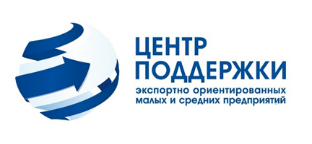 ЦЕНТР
ПОДДЕРЖКИ
экспортно ориентированных
малых и средних предприятий